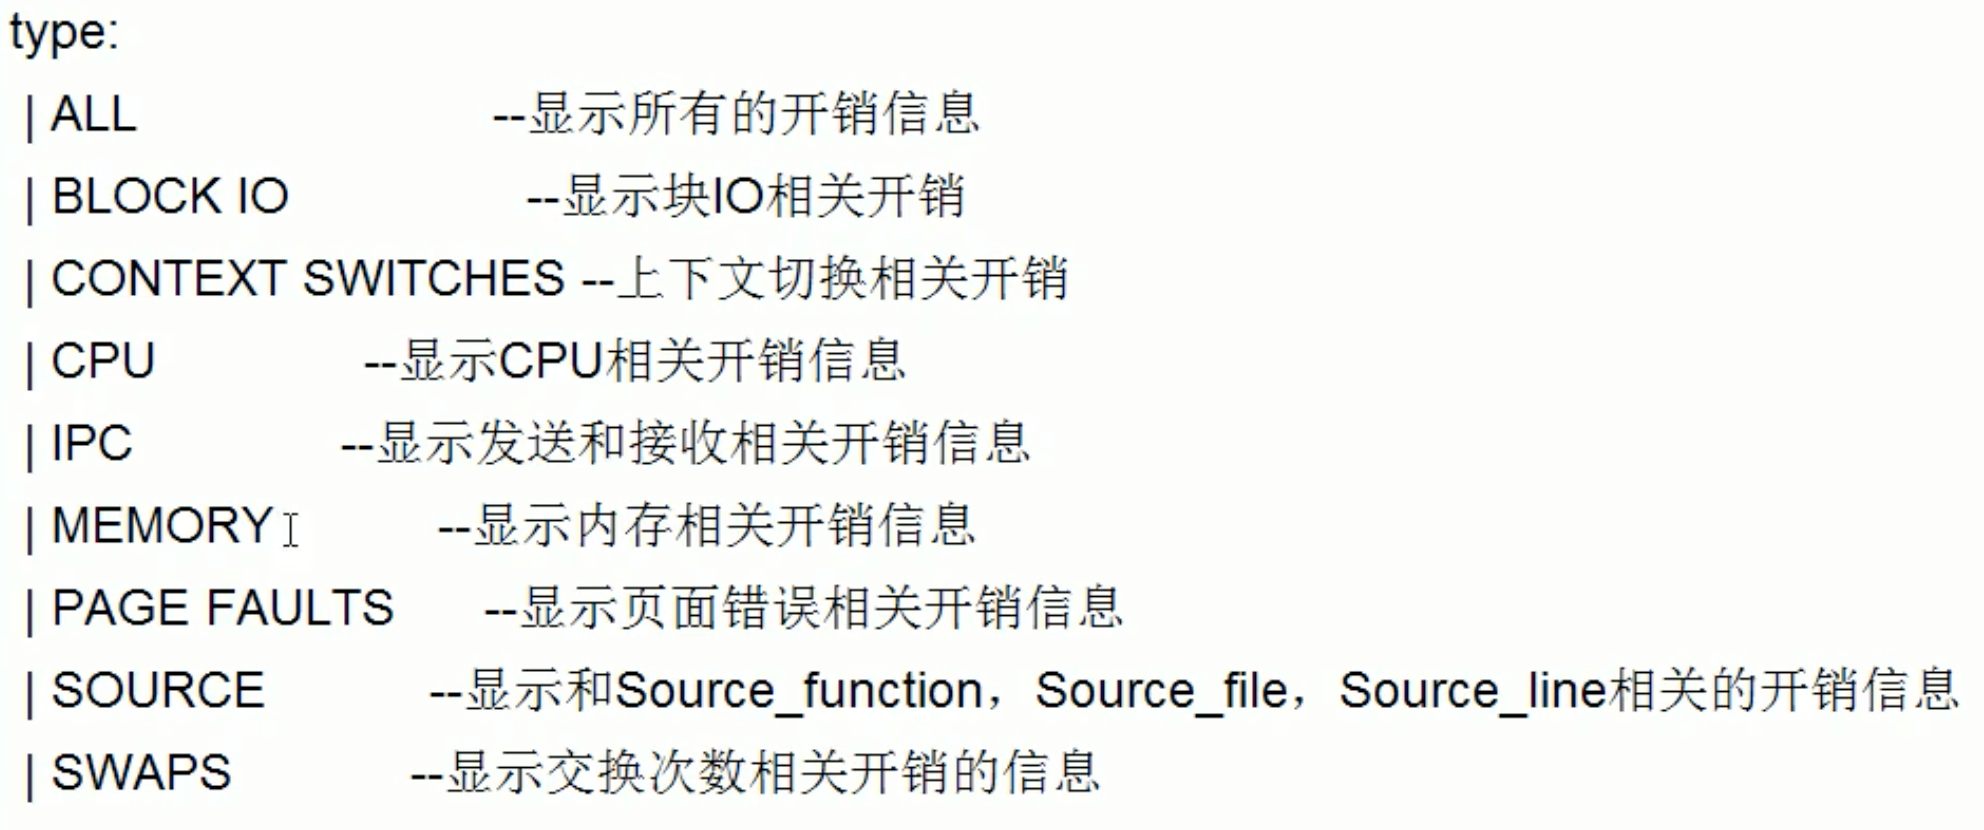 type:
| ALL --显示所有的开销信息
| BLOCK IO --显示块IO相关开销
| CONTEXT SWITCHES --上下文切换相关开销
| CPU --显示CPU相关开销信息
| IPC --显示发送和接收相关开销信息
| MEMORY --显示内存相关开销信息
| PAGE FAULTS --显示页面错误相关开销信息
| SOURCE --显示和Source_function，Source_file，Source_line相关的开销信息
| SWAPS --显示交换次数相关开销的信息